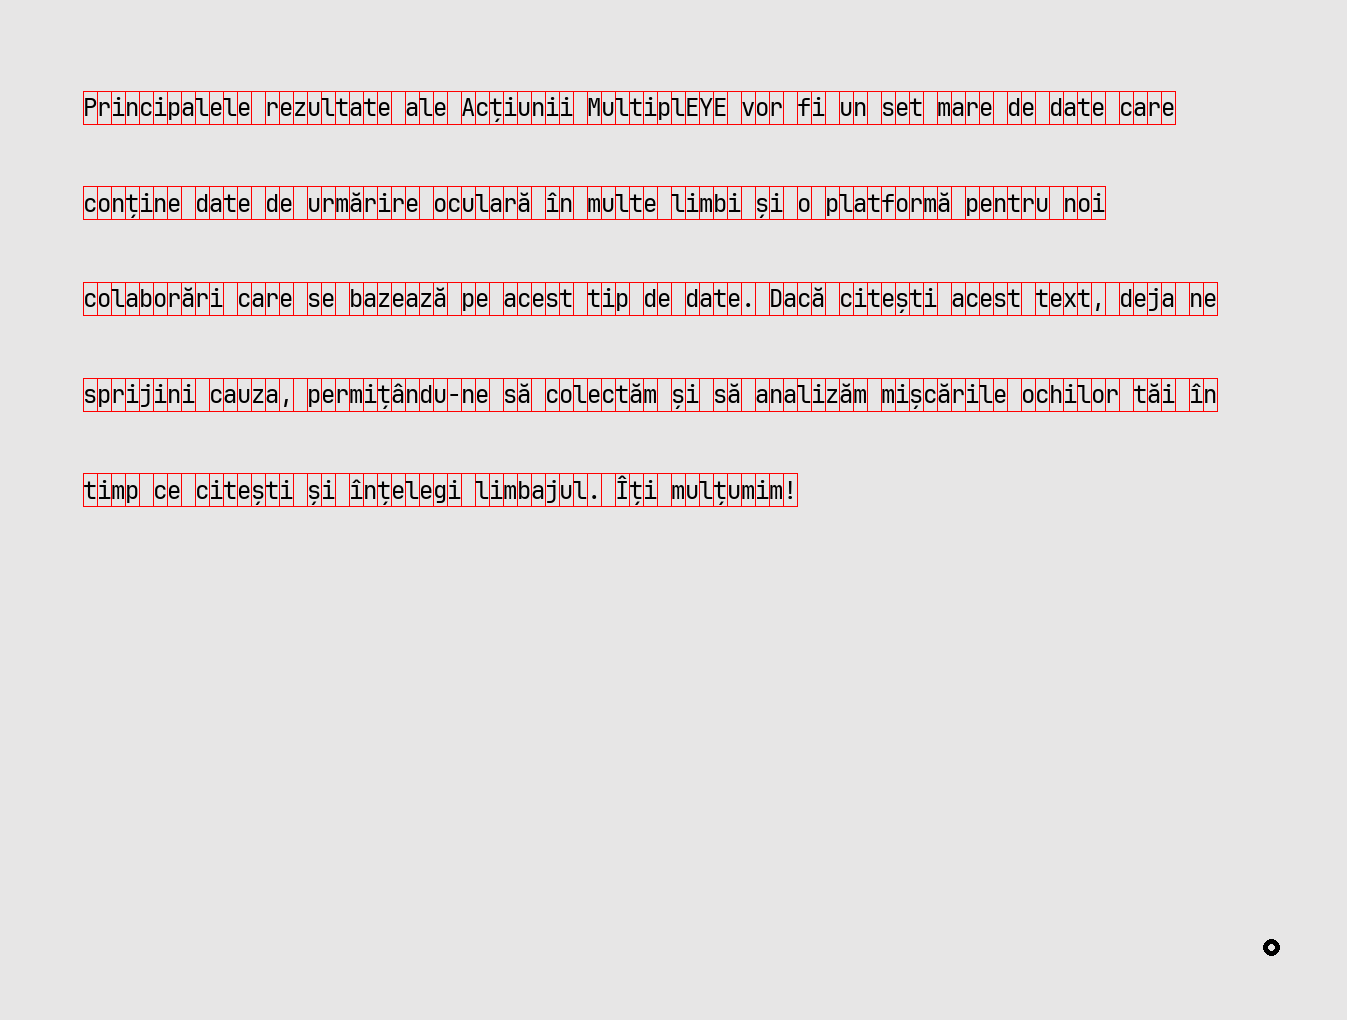 Principalele rezultate ale Acțiunii MultiplEYE vor fi un set mare de date care
conține date de urmărire oculară în multe limbi și o platformă pentru noi
colaborări care se bazează pe acest tip de date. Dacă citești acest text, deja ne
sprijini cauza, permițându-ne să colectăm și să analizăm mișcările ochilor tăi în
timp ce citești și înțelegi limbajul. Îți mulțumim!